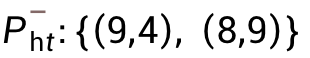 P̄ht: {(9,4), (8,9)}